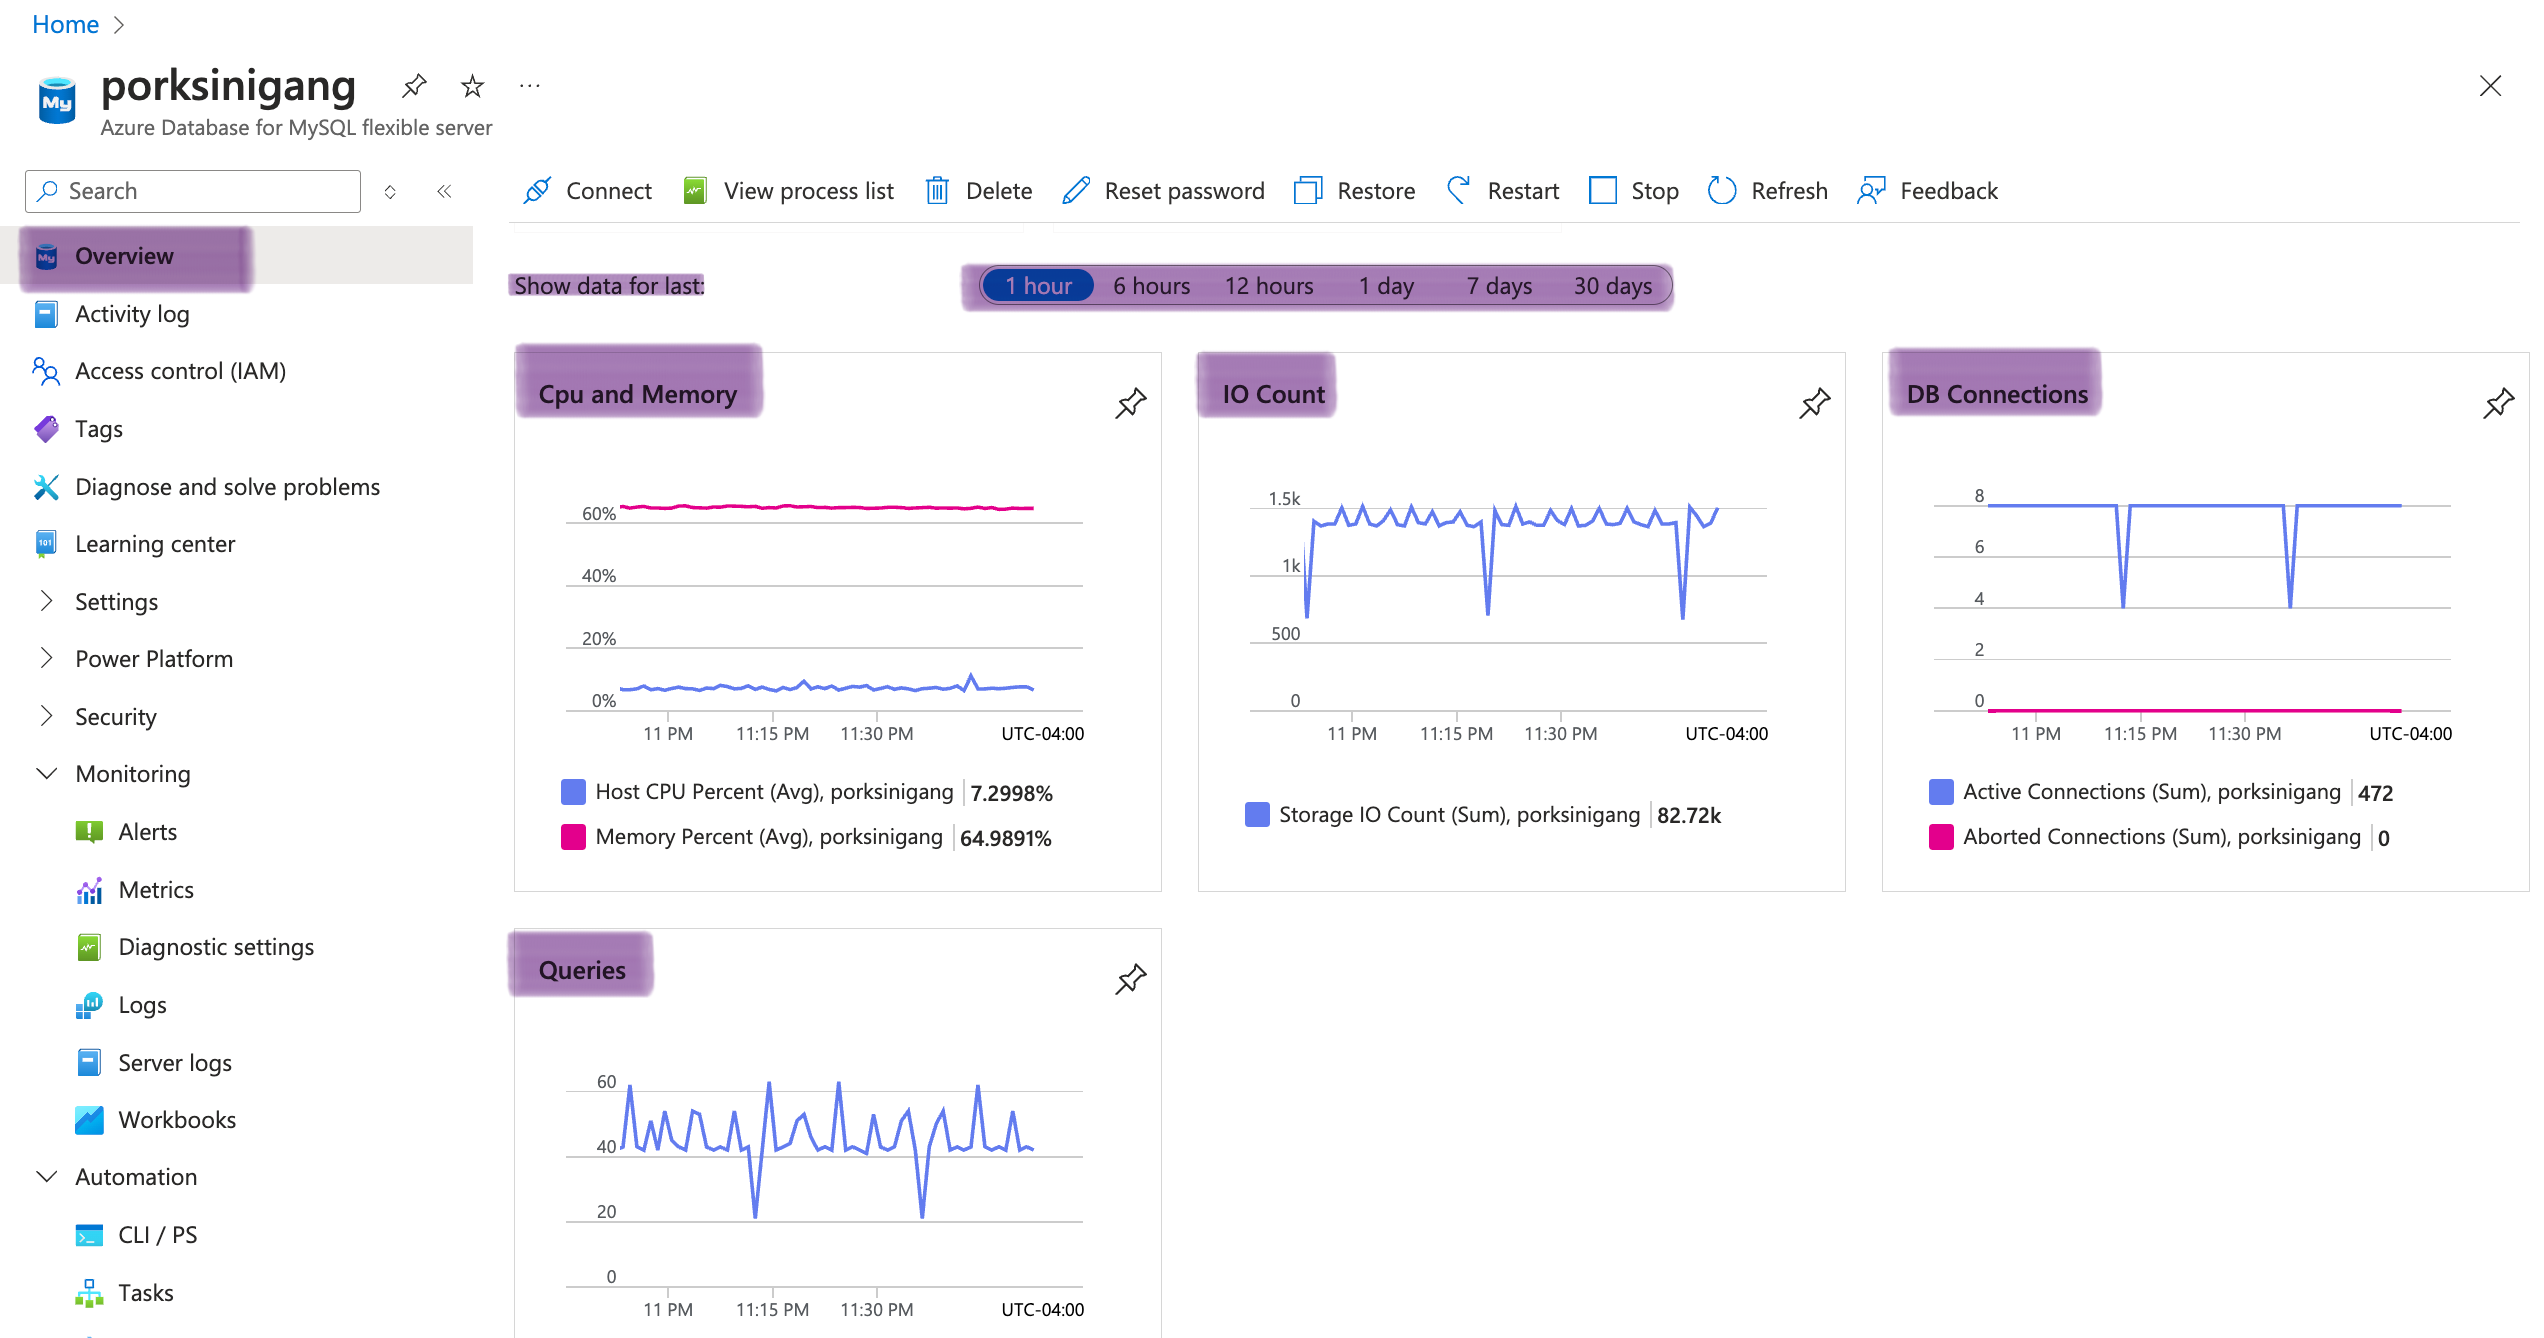 Home
porksinigang
...
My
Azure Database for MySQL flexible server
Search
Connect
View process list
Delete
Reset password
Restore
Restart
Stop
Refresh
Feedback
My
Overview
Activity log
Access control (IAM)
Tags
Diagnose and solve problems
101
Learning center
Settings
Power Platform
Security
Monitoring
Alerts
Metrics
Diagnostic settings
Logs
Server logs
Workbooks
Automation
CLI / PS
Tasks
Show data for last:
1 hour
6 hours
12 hours
1 day
7 days
30 days
Cpu and Memory
60%
40%
20%
0%
11 PM
11:15 PM
11:30 PM
UTC-04:00
Host CPU Percent (Avg), porksinigang
7.2998%
Memory Percent (Avg), porksinigang
64.9891%
IO Count
1.5k
1k
500
0
11 PM
11:15 PM
11:30 PM
UTC-04:00
Storage IO Count (Sum), porksinigang
82.72k
DB Connections
8
6
4
2
0
11 PM
11:15 PM
11:30 PM
UTC-04:00
Active Connections (Sum), porksinigang
472
Aborted Connections (Sum), porksinigang
0
Queries
60
40
20
0
11 PM
11:15 PM
11:30 PM
UTC-04:00